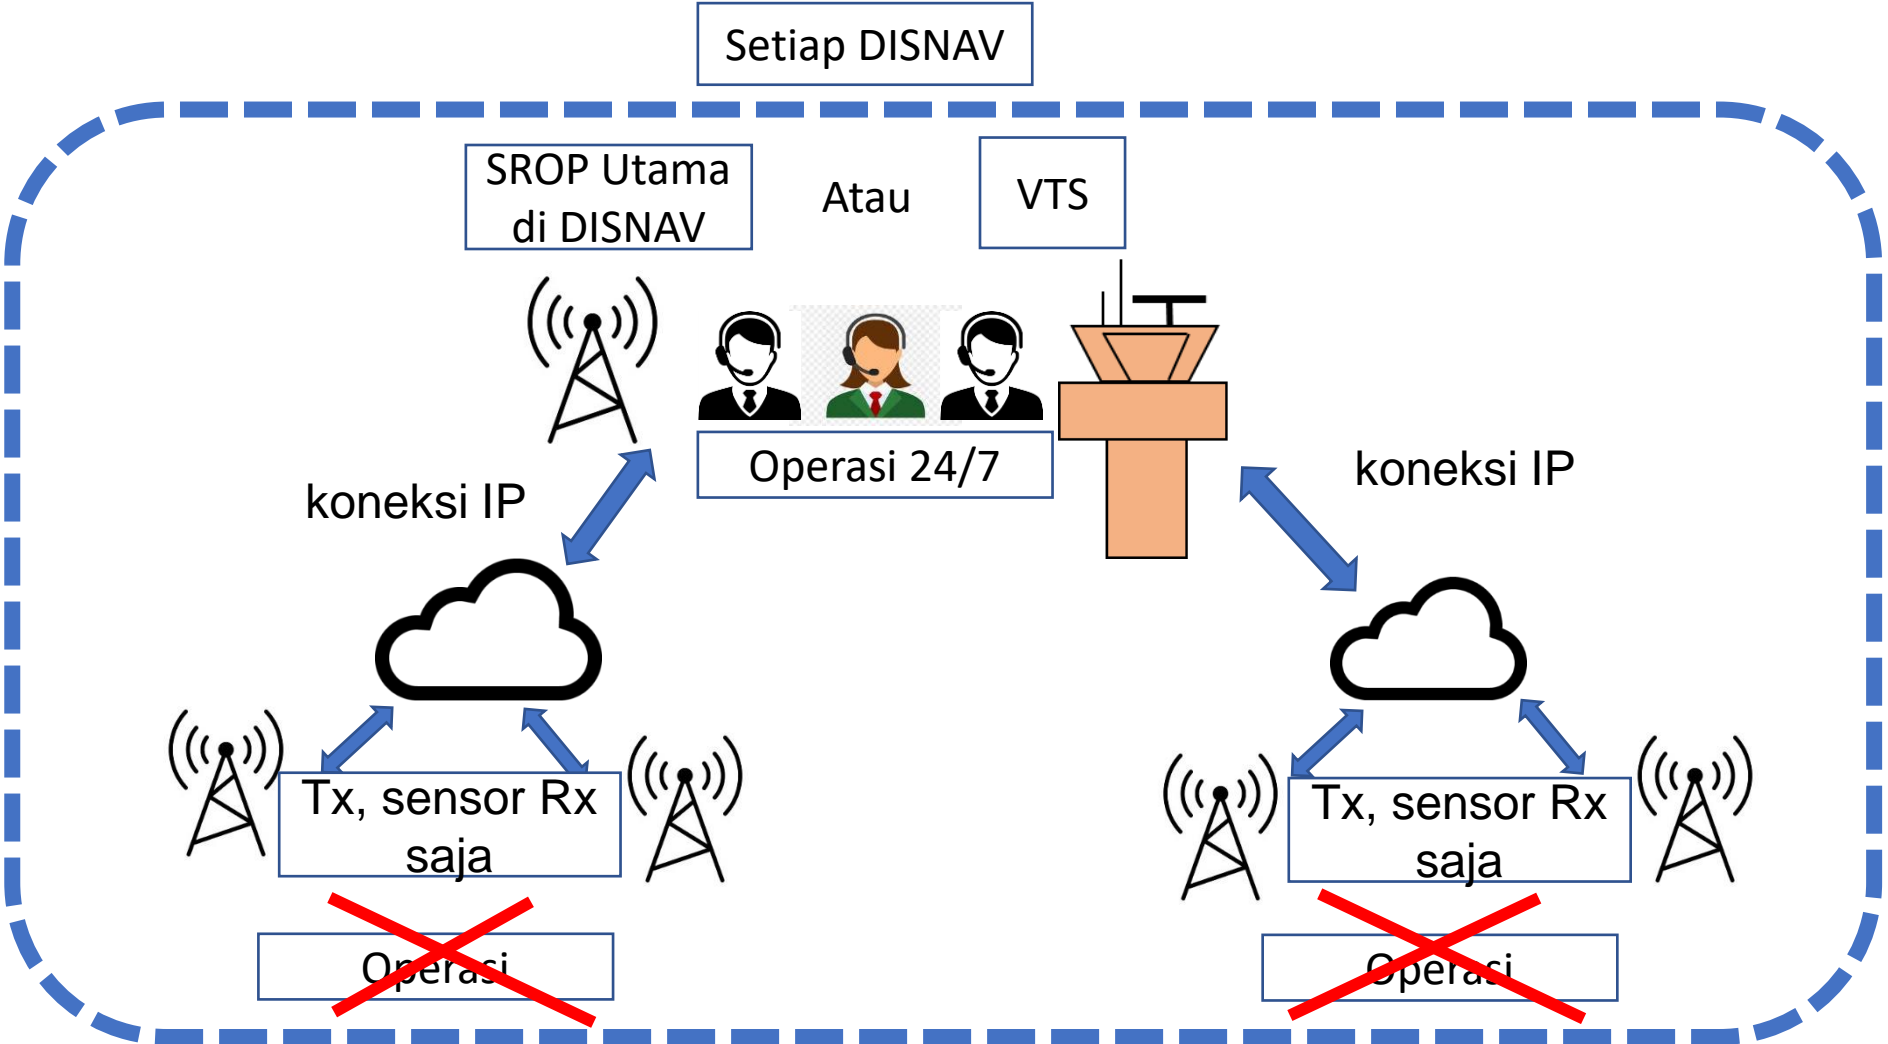 Setiap DISNAV
SROP Utama
di DISNAV
Atau
VTS
Operasi 24/7
koneksi IP
koneksi IP
Tx, sensor Rx
saja
Tx, sensor Rx
saja
Operasi
Operasi